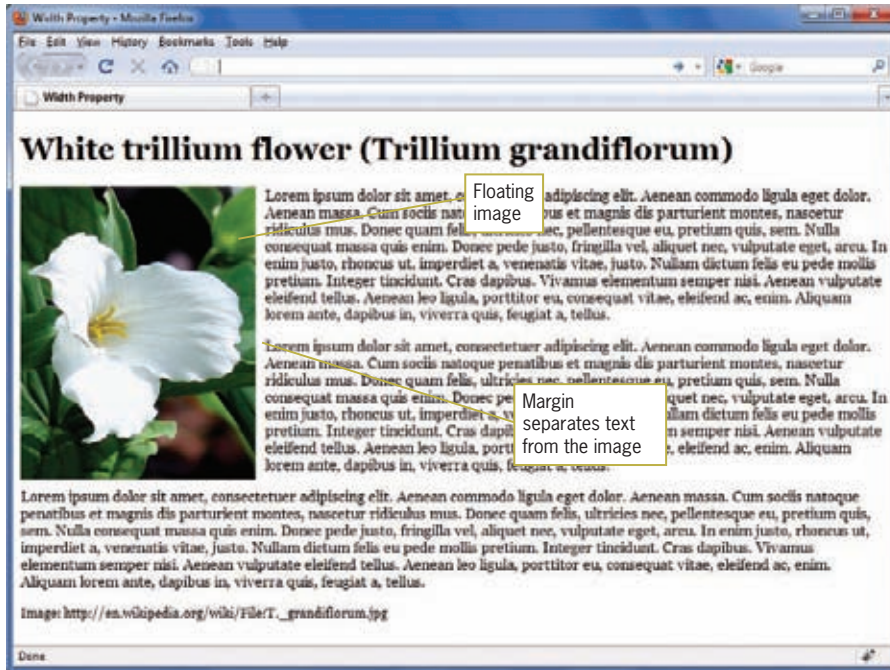 Width Property - Mozilla Firefox
File Edit View History Bookmarks Tools Help
Google
Width Property
White trillium flower (Trillium grandiflorum)
Lorem ipsum dolor sit amet, adipiscing elit. Aenean commodo ligula eget dolor.
Aenean massa. Cum sociis bus et magnis dis parturient montes, nascetur
ridiculus mus. Donec quam nec, pellentesque eu, pretium quis, sem. Nulla
consequat massa quis enim. Donec pede justo, fringilla vel, aliquet nec, vulputate eget, arcu. In
enim justo, rhoncus ut, imperdiet a, venenatis vitae, justo. Nullam dictum felis eu pede mollis
pretium. Integer tincidunt. Cras dapibus. Vivamus elementum semper nisi. Aenean vulputate
eleifend tellus. Aenean leo ligula, porttitor eu, consequat vitae, eleifend ac, enim. Aliquam
lorem ante, dapibus in, viverra quis, feugiat a, tellus.
Floating
image
Lorem ipsum dolor sit amet, consectetuer adipiscing elit. Aenean commodo ligula eget dolor.
Aenean massa. Cum sociis natoque penatibus et magnis dis parturient montes, nascetur
ridiculus mus. Donec quam felis, ultricies nec, pellentesque eu, pretium quis, sem. Nulla
consequat massa quis enim. Donec quet nec, vulputate eget, arcu. In
enim justo, rhoncus ut, imperdiet a, llam dictum felis eu pede mollis
pretium. Integer tincidunt. Cras semper nisi. Aenean vulputate
eleifend tellus. Aenean leo ligula, eleifend ac, enim. Aliquam
lorem ante, dapibus in, viverra quis, tellus.
Margin
separates text
from the image
Lorem ipsum dolor sit amet, consectetuer adipiscing elit. Aenean commodo ligula eget dolor. Aenean massa. Cum sociis natoque
penatibus et magnis dis parturient montes, nascetur ridiculus mus. Donec quam felis, ultricies nec, pellentesque eu, pretium quis,
sem. Nulla consequat massa quis enim. Donec pede justo, fringilla vel, aliquet nec, vulputate eget, arcu. In enim justo, rhoncus ut,
imperdiet a, venenatis vitae, justo. Nullam dictum felis eu pede mollis pretium. Integer tincidunt. Cras dapibus. Vivamus
elementum semper nisi. Aenean vulputate eleifend tellus. Aenean leo ligula, porttitor eu, consequat vitae, eleifend ac, enim.
Aliquam lorem ante, dapibus in, viverra quis, feugiat a, tellus.
Image: http://en.wikipedia.org/wiki/File:T._grandiflorum.jpg
Done